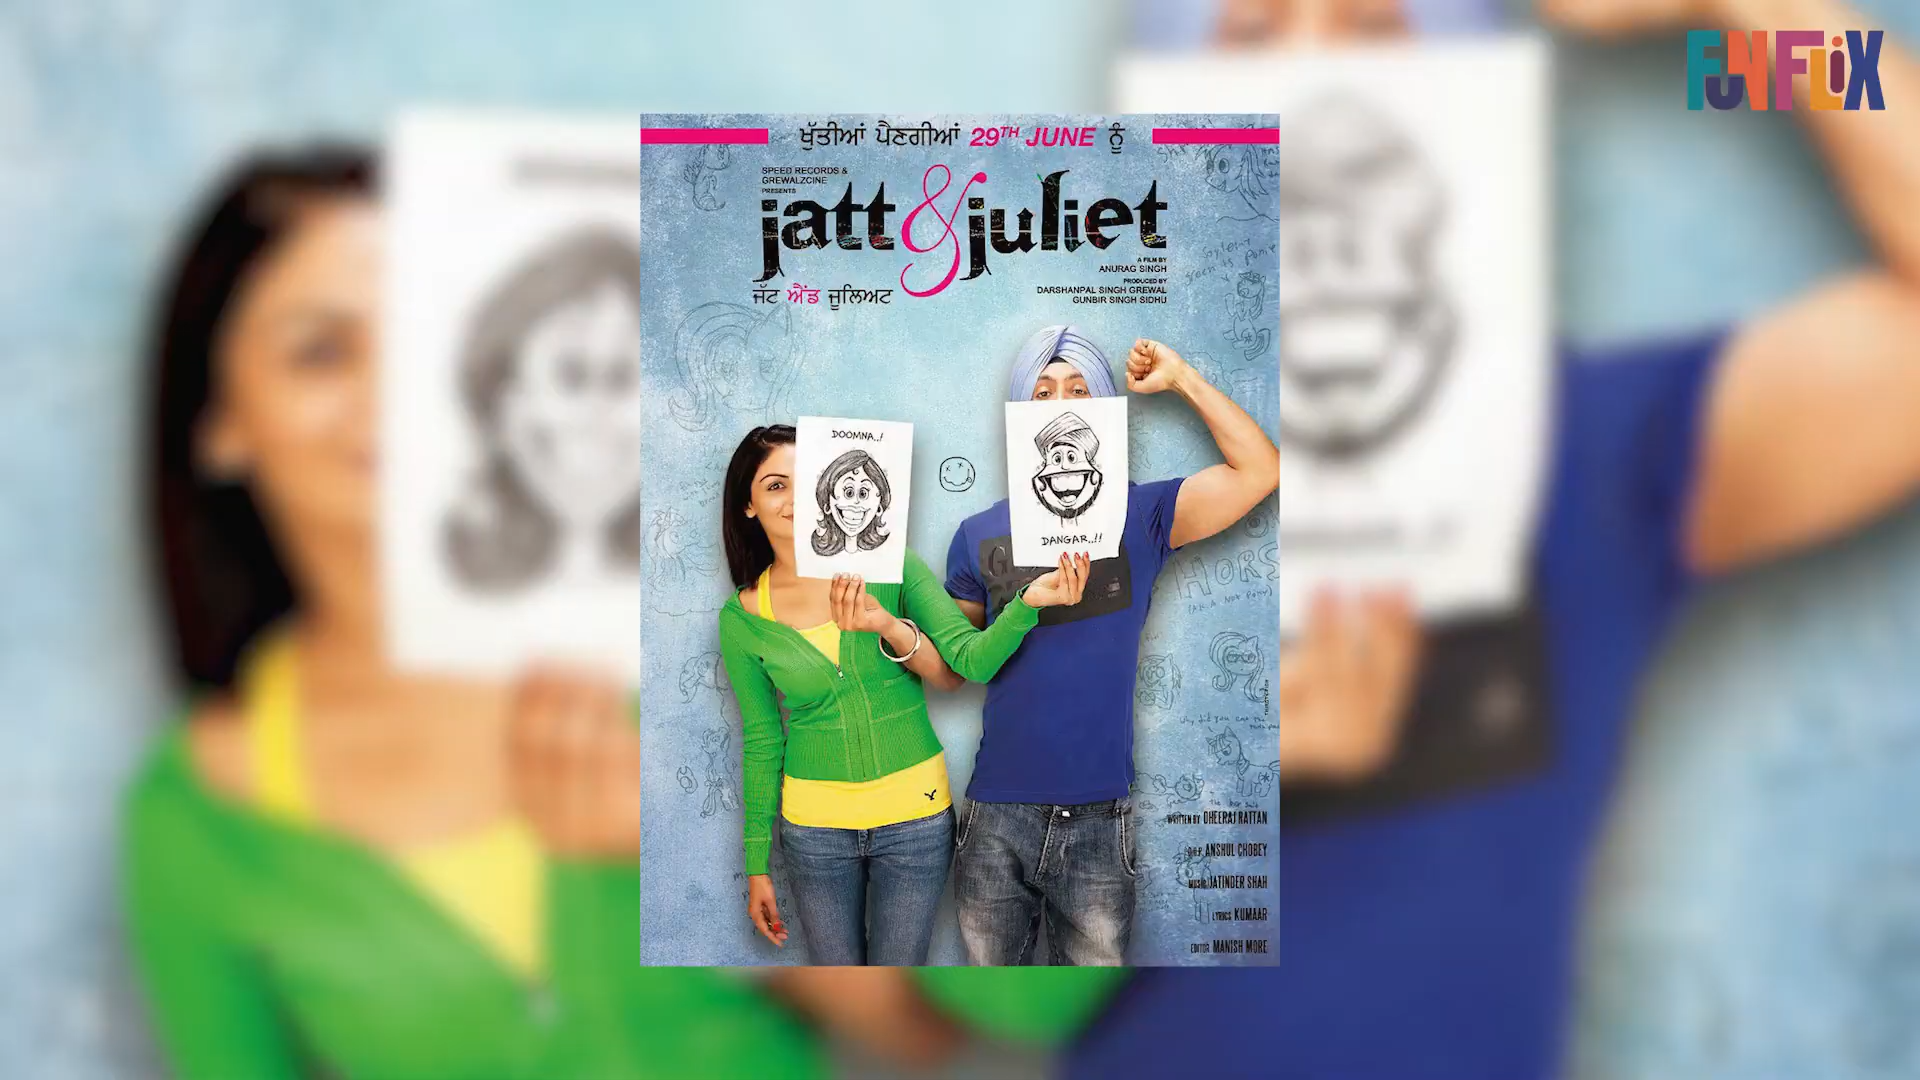 FUNFLiX
ਖੁੱਤੀਆਂ ਪੈਣਗੀਆਂ 29TH JUNE ਨੂੰ
SPEED RECORDS &
GREWALZCINE
PRESENTS
jatt & juliet
A FILM BY
ANURAG SINGH
PRODUCED BY
DARSHANPAL SINGH GREWAL
GUNBIR SINGH SIDHU
ਜੱਟ ਐਂਡ ਜੂਲਿਅਟ
DOOMNA..!
DANGAR..!!
HORS
WRITTEN BY DHEERAJ RATTAN
D.O.P. ANSHUL CHOBEY
MUSIC JATINDER SHAH
LYRICS KUMAAR
EDITOR MANISH MORE